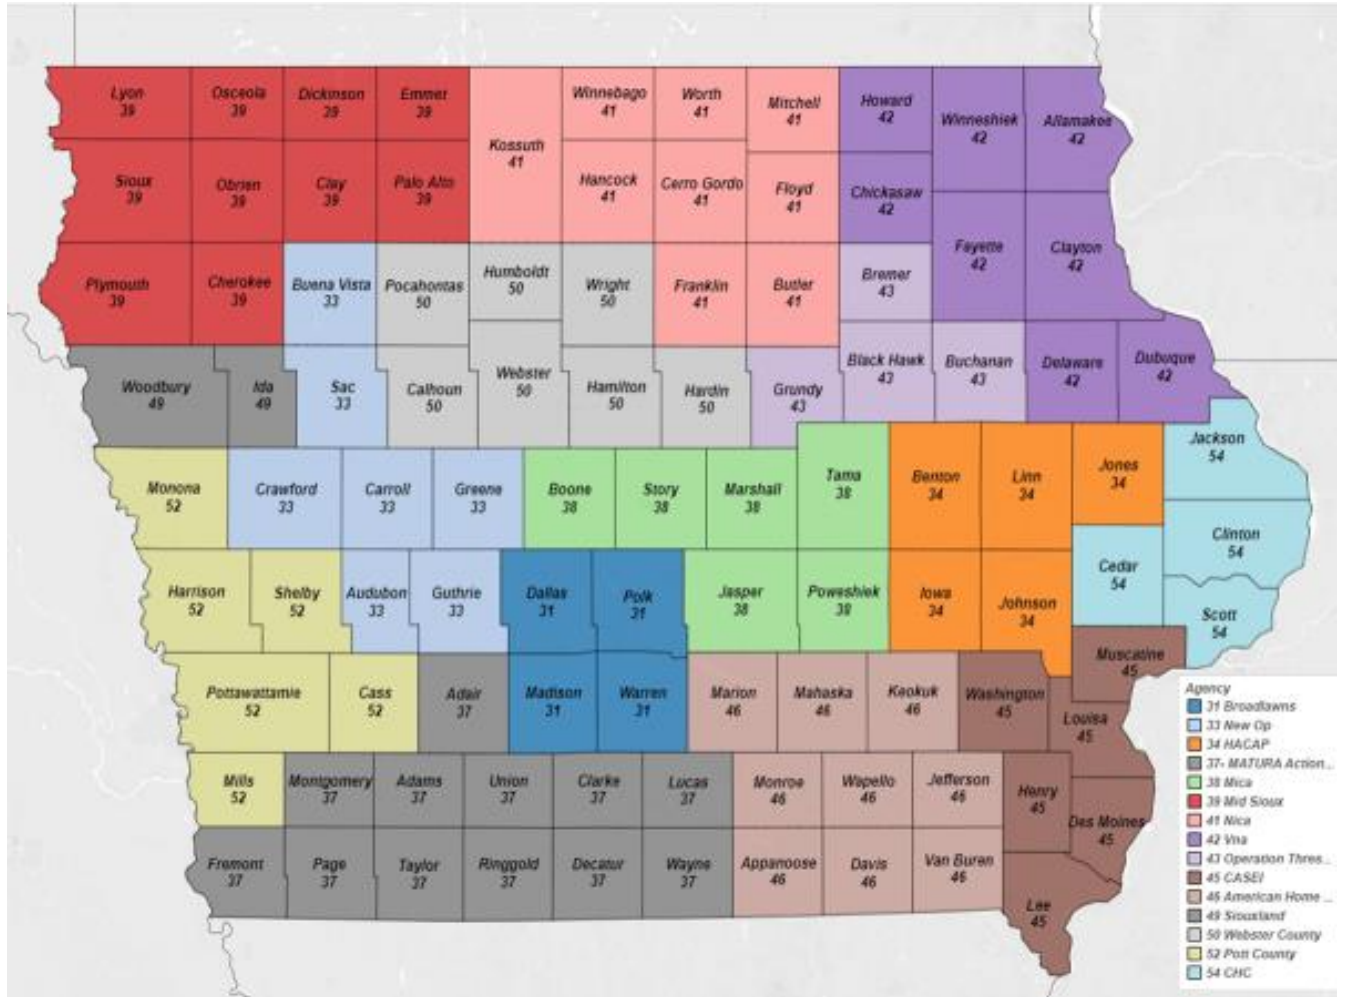 Lyon
39
Osceola
39
Dickinson
39
Emmer
39
Kossuth
41
Winnebago
41
Worth
41
Mitchell
41
Howard
42
Winneshiek
42
Allamakee
42
Sioux
39
Obrien
39
Clay
39
Palo Alto
39
Hancock
41
Cerro Gordo
41
Floyd
41
Chickasaw
42
Fayette
42
Clayton
42
Plymouth
39
Cherokee
39
Buena Vista
33
Pocahontas
50
Humboldt
50
Wright
50
Franklin
41
Butler
41
Bremer
43
Woodbury
49
Ida
49
Sac
33
Calhoun
50
Webster
50
Hamilton
50
Hardin
50
Grundy
43
Black Hawk
43
Buchanan
43
Delaware
42
Dubuque
42
Jackson
54
Monona
52
Crawford
33
Carroll
33
Greene
33
Boone
38
Story
38
Marshall
38
Tama
38
Benton
34
Linn
34
Jones
34
Clinton
54
Cedar
54
Harrison
52
Shelby
52
Audubon
33
Guthrie
33
Dallas
31
Polk
31
Jasper
38
Poweshiek
38
Iowa
34
Johnson
34
Scott
54
Muscatine
45
Pottawattamie
52
Cass
52
Adair
37
Madison
31
Warren
31
Marion
46
Mahaska
46
Keokuk
46
Washington
45
Louisa
45
Mills
52
Montgomery
37
Adams
37
Union
37
Clarke
37
Lucas
37
Monroe
46
Wapello
46
Jefferson
46
Henry
45
Des Moines
45
Fremont
37
Page
37
Taylor
37
Ringgold
37
Decatur
37
Wayne
37
Appanoose
46
Davis
46
Van Buren
46
Lee
45
Agency
31 Broadlawns
33 New Op
34 HACAP
37- MATURA Action...
38 Mica
39 Mid Sioux
41 Nica
42 Vna
43 Operation Thres...
45 CASEI
46 American Home ...
49 Siouxland
50 Webster County
52 Pott County
54 CHC